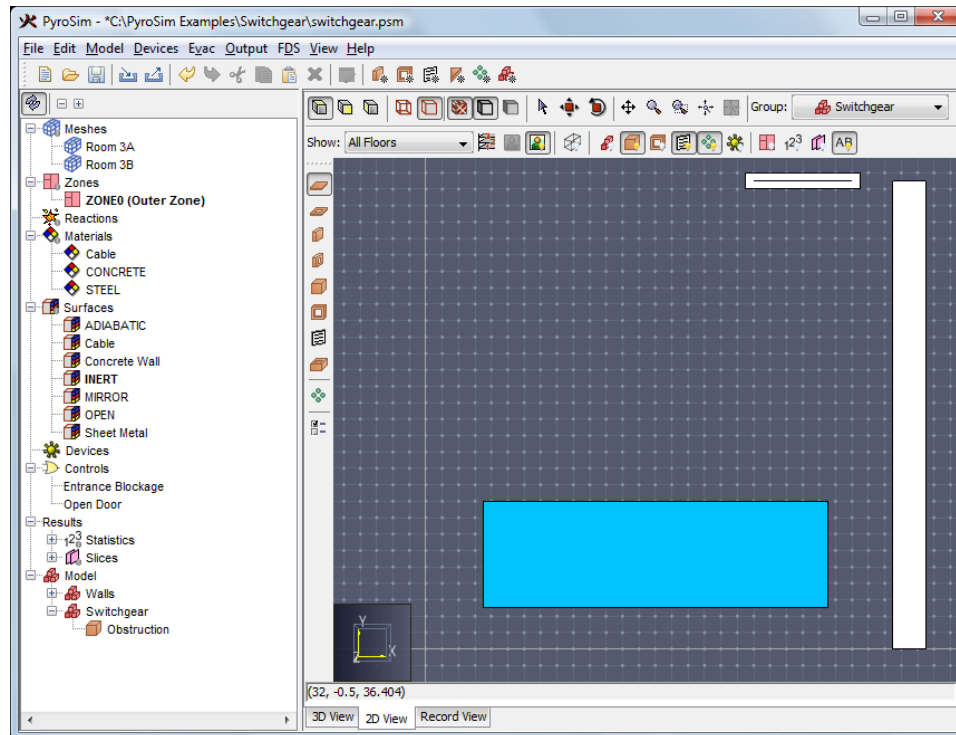 PyroSim - *C:\PyroSim Examples\Switchgear\switchgear.psm
File Edit Model Devices Evac Output FDS View Help
Group: Switchgear
Show: All Floors
123
AB
Meshes
Room 3A
Room 3B
Zones
ZONE0 (Outer Zone)
Reactions
Materials
Cable
CONCRETE
STEEL
Surfaces
ADIABATIC
Cable
Concrete Wall
INERT
MIRROR
OPEN
Sheet Metal
Devices
Controls
Entrance Blockage
Open Door
Results
123 Statistics
Slices
Model
Walls
Switchgear
Obstruction
Y
Z X
(32, -0.5, 36.404)
3D View 2D View Record View